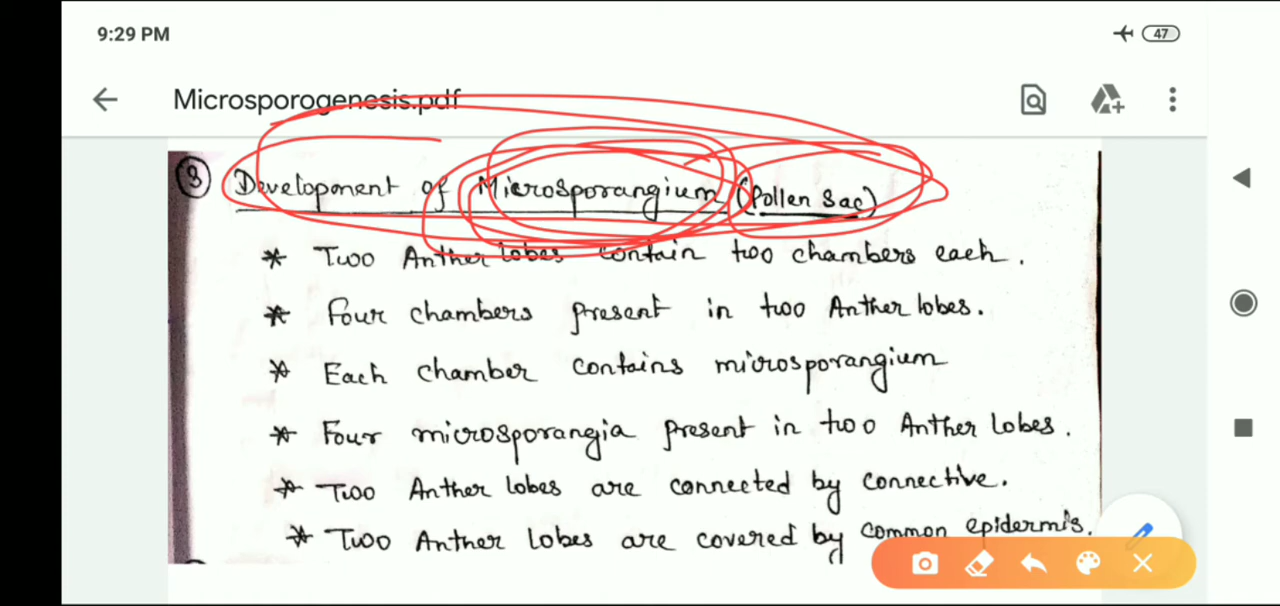 9:29 PM
47
Microsporogenesis.pdf
3 Development of Microsporangium (Pollen Sac)
* Two Anther lobes contain two chambers each.
* Four chambers present in two Anther lobes.
* Each chamber contains microsporangium
* Four microsporangia present in two Anther Lobes.
* Two Anther lobes are connected by connective.
* Two Anther Lobes are covered by common epidermis.